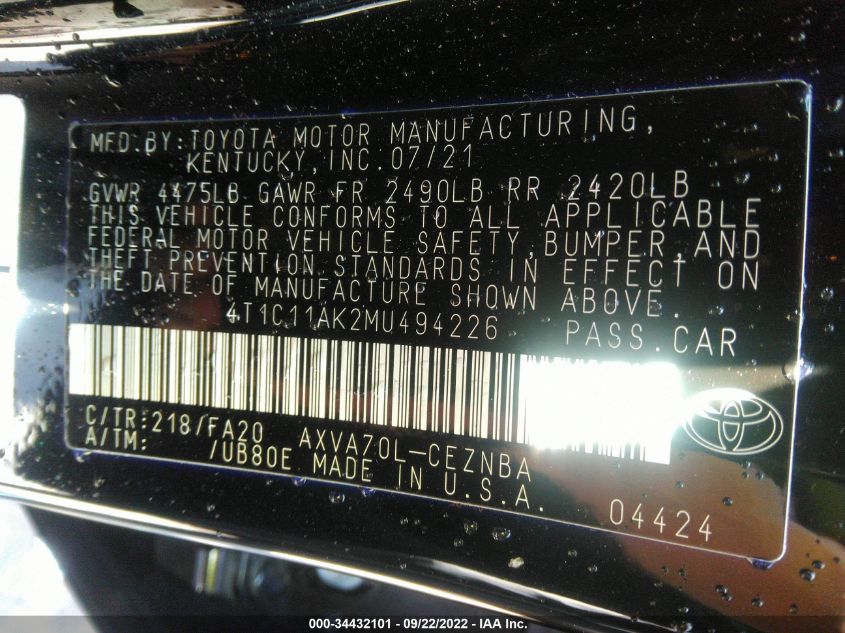 MFD.BY:TOYOTA MOTOR MANUFACTURING,
KENTUCKY,INC.07/21
GVWR 4475LB GAWR FR 2490LB RR 2420LB
THIS VEHICLE CONFORMS TO ALL APPLICABLE
FEDERAL MOTOR VEHICLE SAFETY,BUMPER,AND
THEFT PREVENTION STANDARDS IN EFFECT ON
THE DATE OF MANUFACTURE SHOWN ABOVE.
4T1C11AK2MU494226 PASS.CAR
C/TR:218/FA20 AXVA70L-CEZNBA
A/TM: /UB80E MADE IN U.S.A.
04424
000-34432101 - 09/22/2022 - IAA Inc.